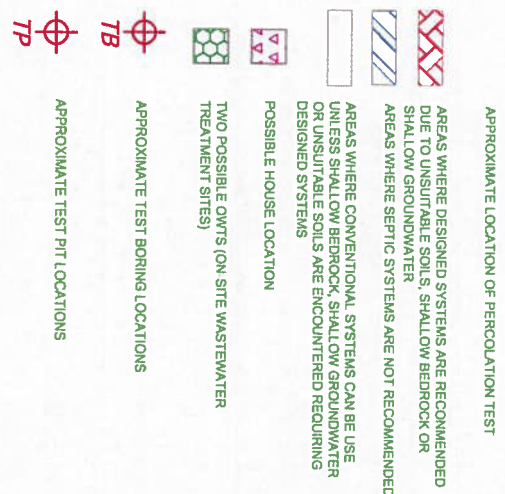 APPROXIMATE LOCATION OF PERCOLATION TEST
AREAS WHERE DESIGNED SYSTEMS ARE RECONMENDED
DUE TO UNSUITABLE SOILS, SHALLOW BEDROCK OR
SHALLOW GROUNDWATER
AREAS WHERE SEPTIC SYSTEMS ARE NOT RECOMMENDED
AREAS WHERE CONVENTIONAL SYSTEMS CAN BE USE
UNLESS SHALLOW BEDROCK, SHALLOW GROUNDWATER
OR UNSUITABLE SOILS ARE ENCOUNTERED REQUIRING
DESIGNED SYSTEMS
POSSIBLE HOUSE LOCATION
TWO POSSIBLE OWTS (ON-SITE WASTEWATER
TREATMENT SITES)
TB
APPROXIMATE TEST BORING LOCATIONS
TP
APPROXIMATE TEST PIT LOCATIONS